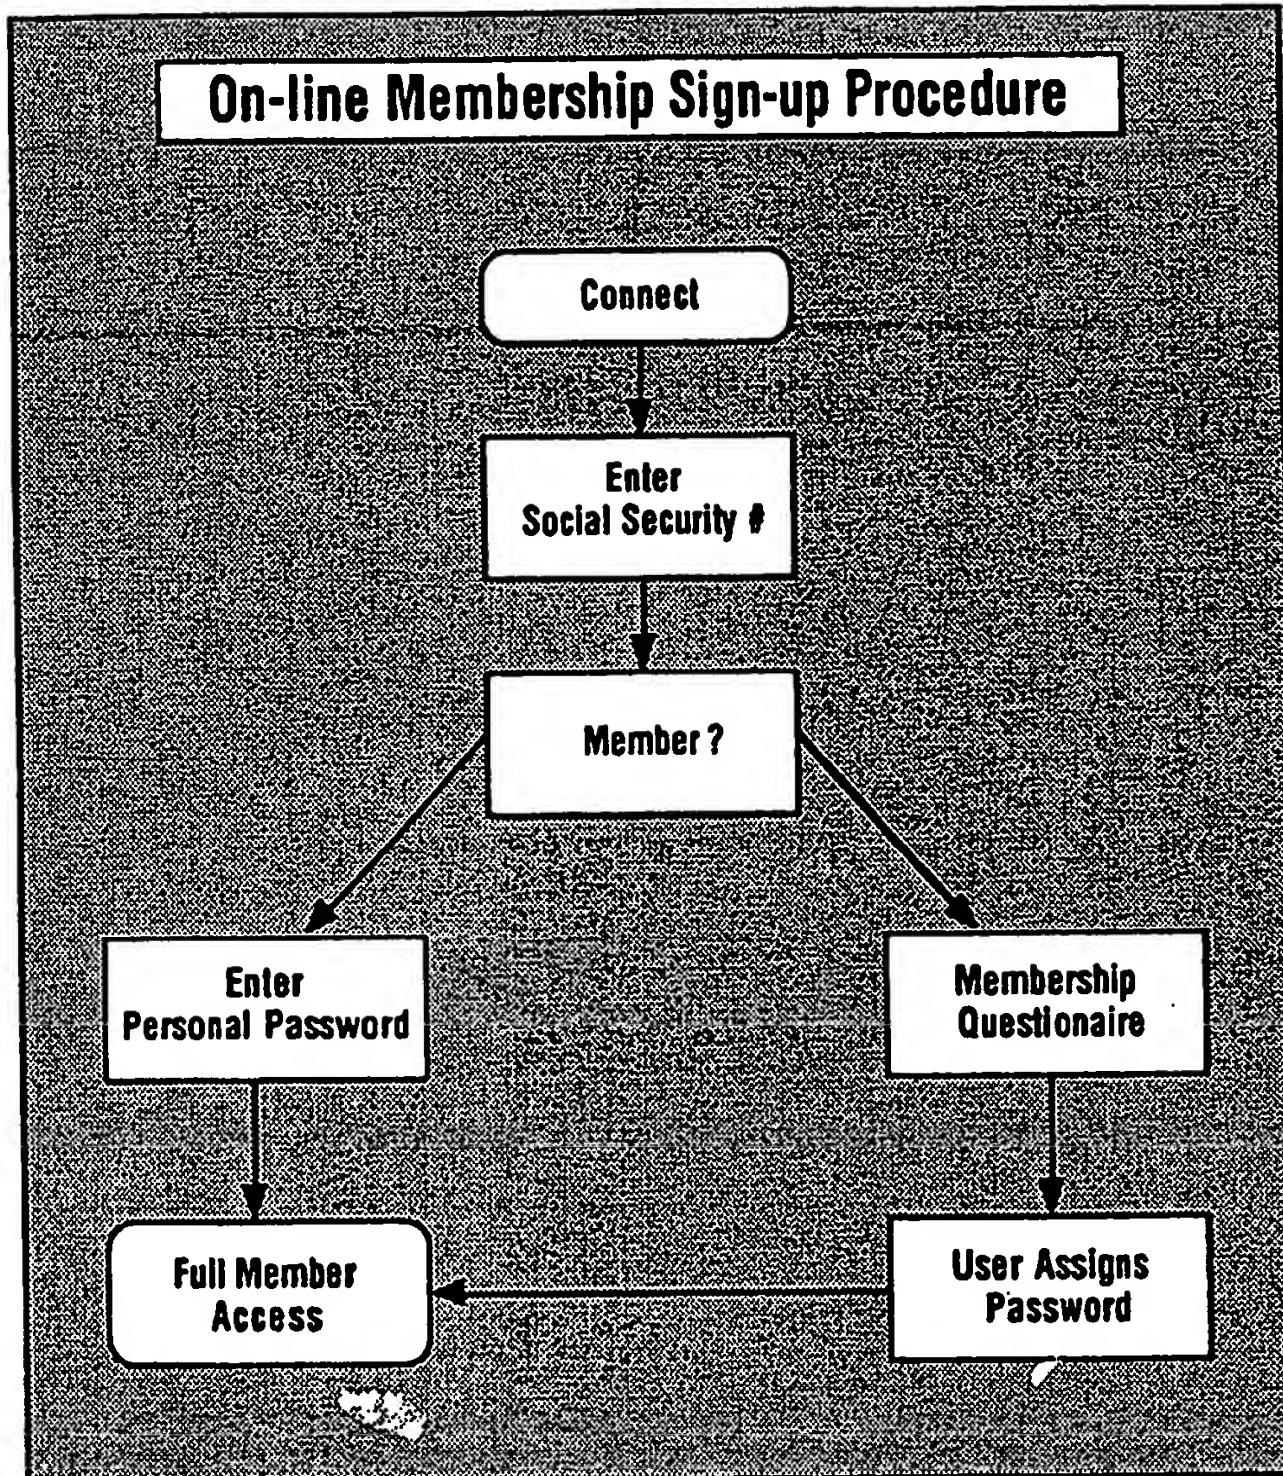 On-line Membership Sign-up Procedure
Connect
Enter
Social Security #
Member ?
Enter
Personal Password
Membership
Questionaire
Full Member
Access
User Assigns
Password